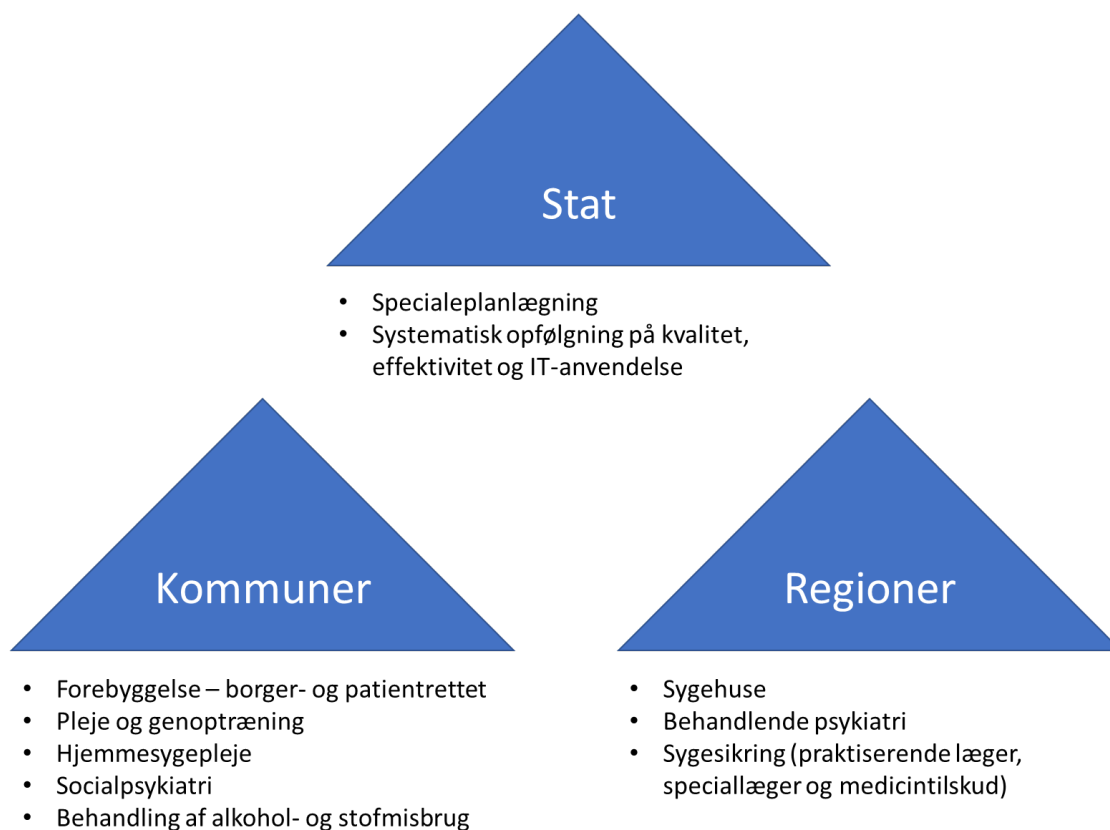 Stat
• Specialeplanlægning
• Systematisk opfølgning på kvalitet,
effektivitet og IT-anvendelse
Kommuner
• Forebyggelse – borger- og patientrettet
• Pleje og genoptræning
• Hjemmesygepleje
• Socialpsykiatri
• Behandling af alkohol- og stofmisbrug
Regioner
• Sygehuse
• Behandlende psykiatri
• Sygesikring (praktiserende læger,
speciallæger og medicintilskud)